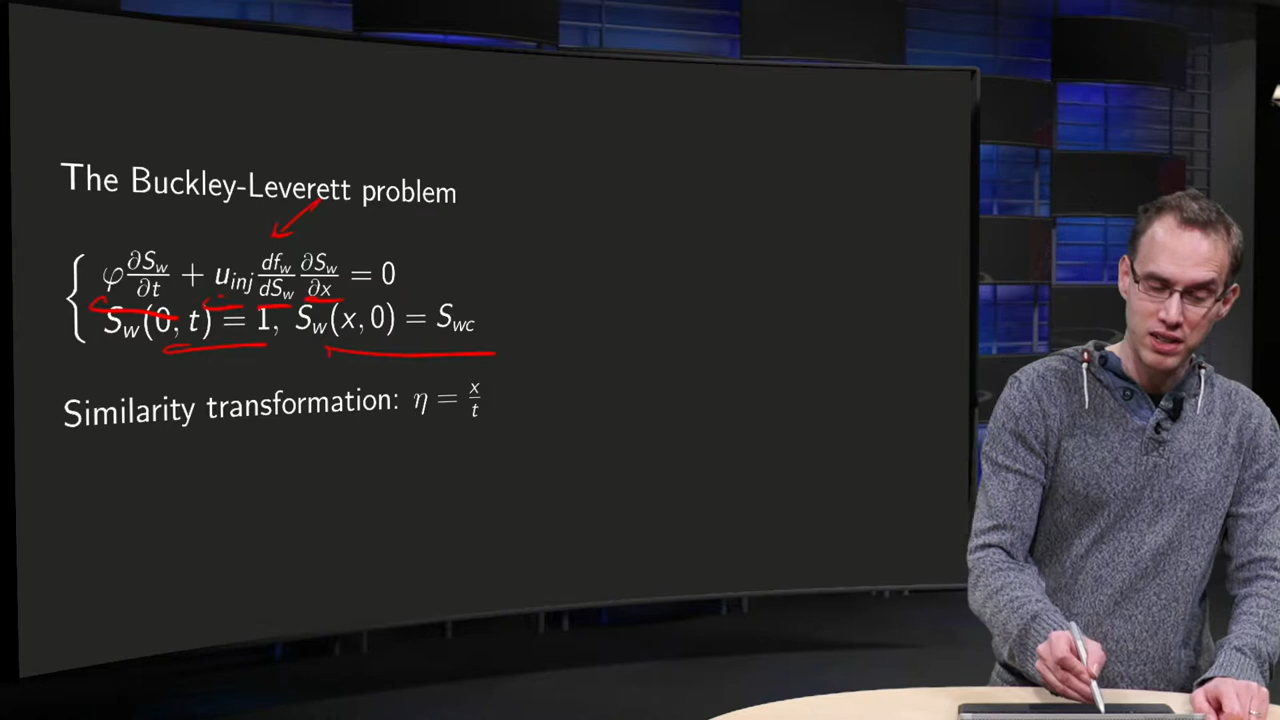 The Buckley-Leverett problem
φ ∂S_w/∂t + u_inj df_w/dS_w ∂S_w/∂x = 0
S_w(0, t) = 1, S_w(x, 0) = S_wc
Similarity transformation: η = x/t